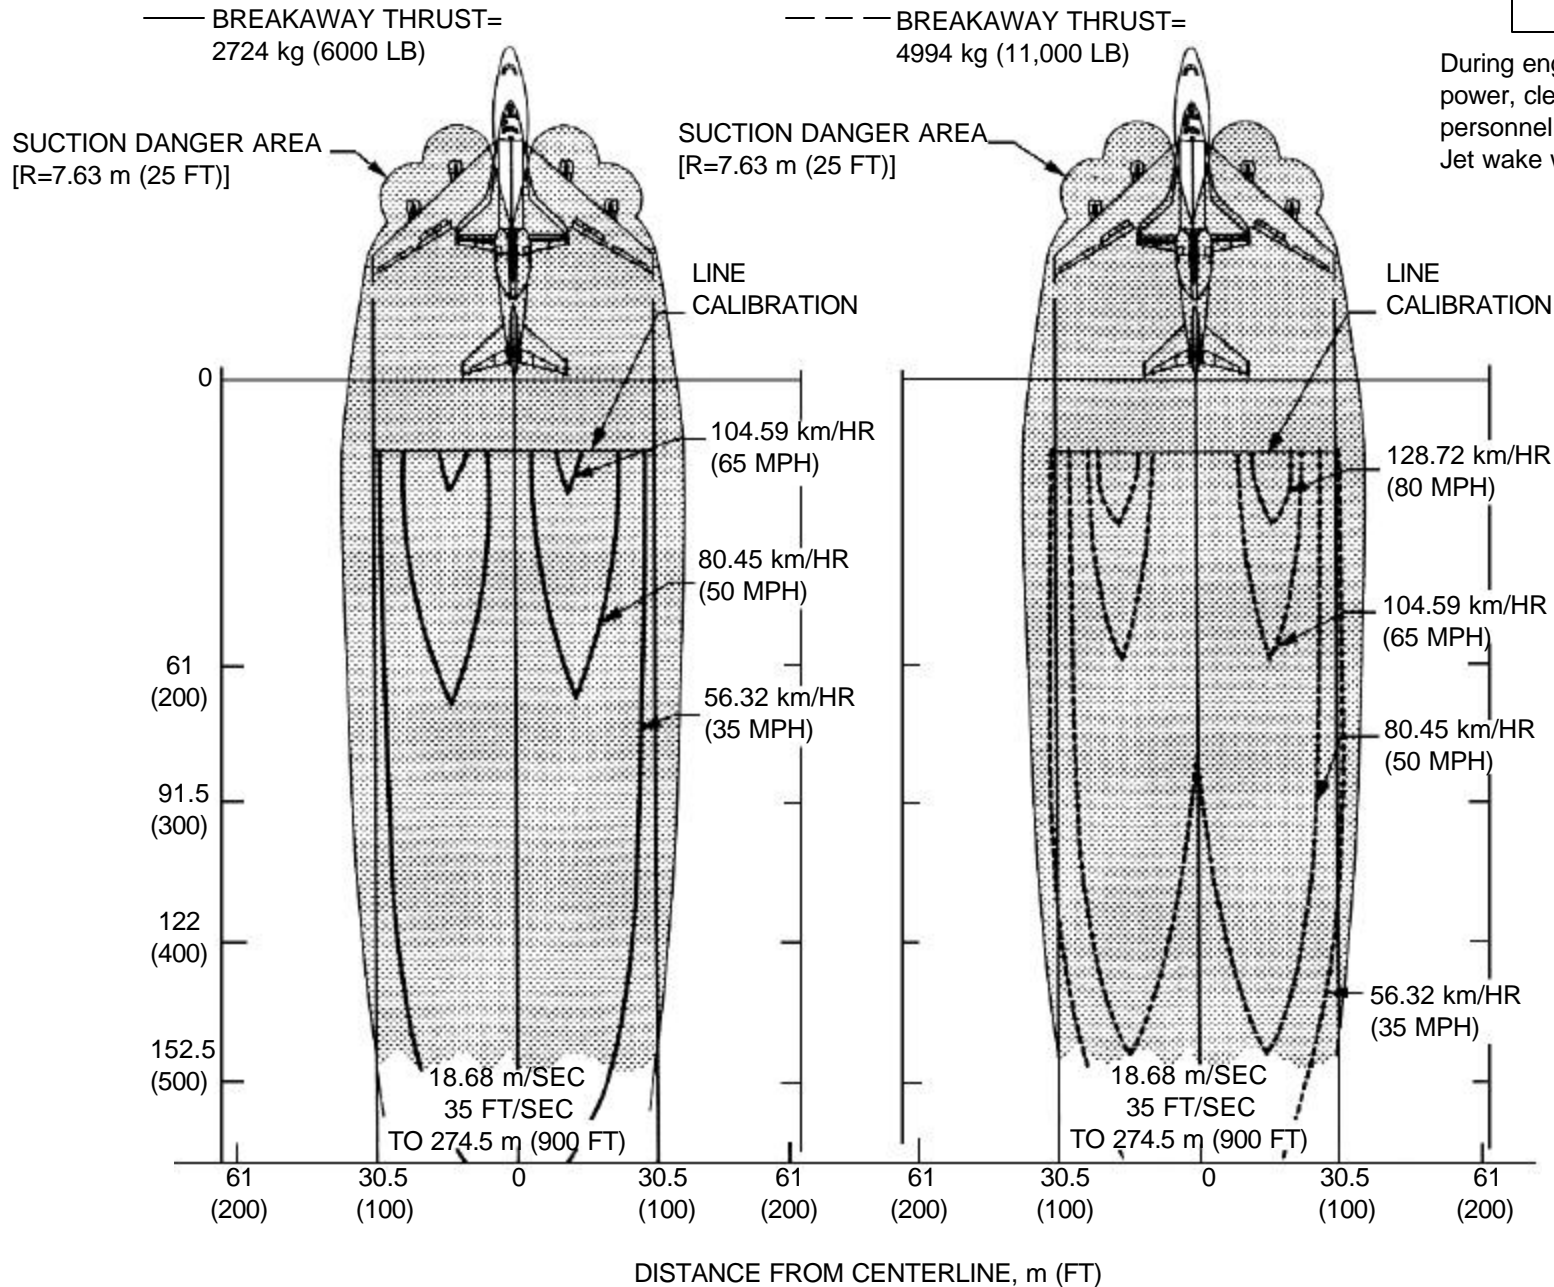 BREAKAWAY THRUST=
2724 kg (6000 LB)
BREAKAWAY THRUST=
4994 kg (11,000 LB)
During
power,
personnel
Jet wake
SUCTION DANGER AREA
[R=7.63 m (25 FT)]
SUCTION DANGER AREA
[R=7.63 m (25 FT)]
LINE
CALIBRATION
LINE
CALIBRATION
0
104.59 km/HR
(65 MPH)
128.72 km/HR
(80 MPH)
80.45 km/HR
(50 MPH)
104.59 km/HR
(65 MPH)
61
(200)
56.32 km/HR
(35 MPH)
80.45 km/HR
(50 MPH)
91.5
(300)
122
(400)
56.32 km/HR
(35 MPH)
152.5
(500)
18.68 m/SEC
35 FT/SEC
TO 274.5 m (900 FT)
18.68 m/SEC
35 FT/SEC
TO 274.5 m (900 FT)
61 30.5 0 30.5 61 61 30.5 0 30.5 61
(200) (100) (100) (200) (200) (100) (100) (200)
DISTANCE FROM CENTERLINE, m (FT)